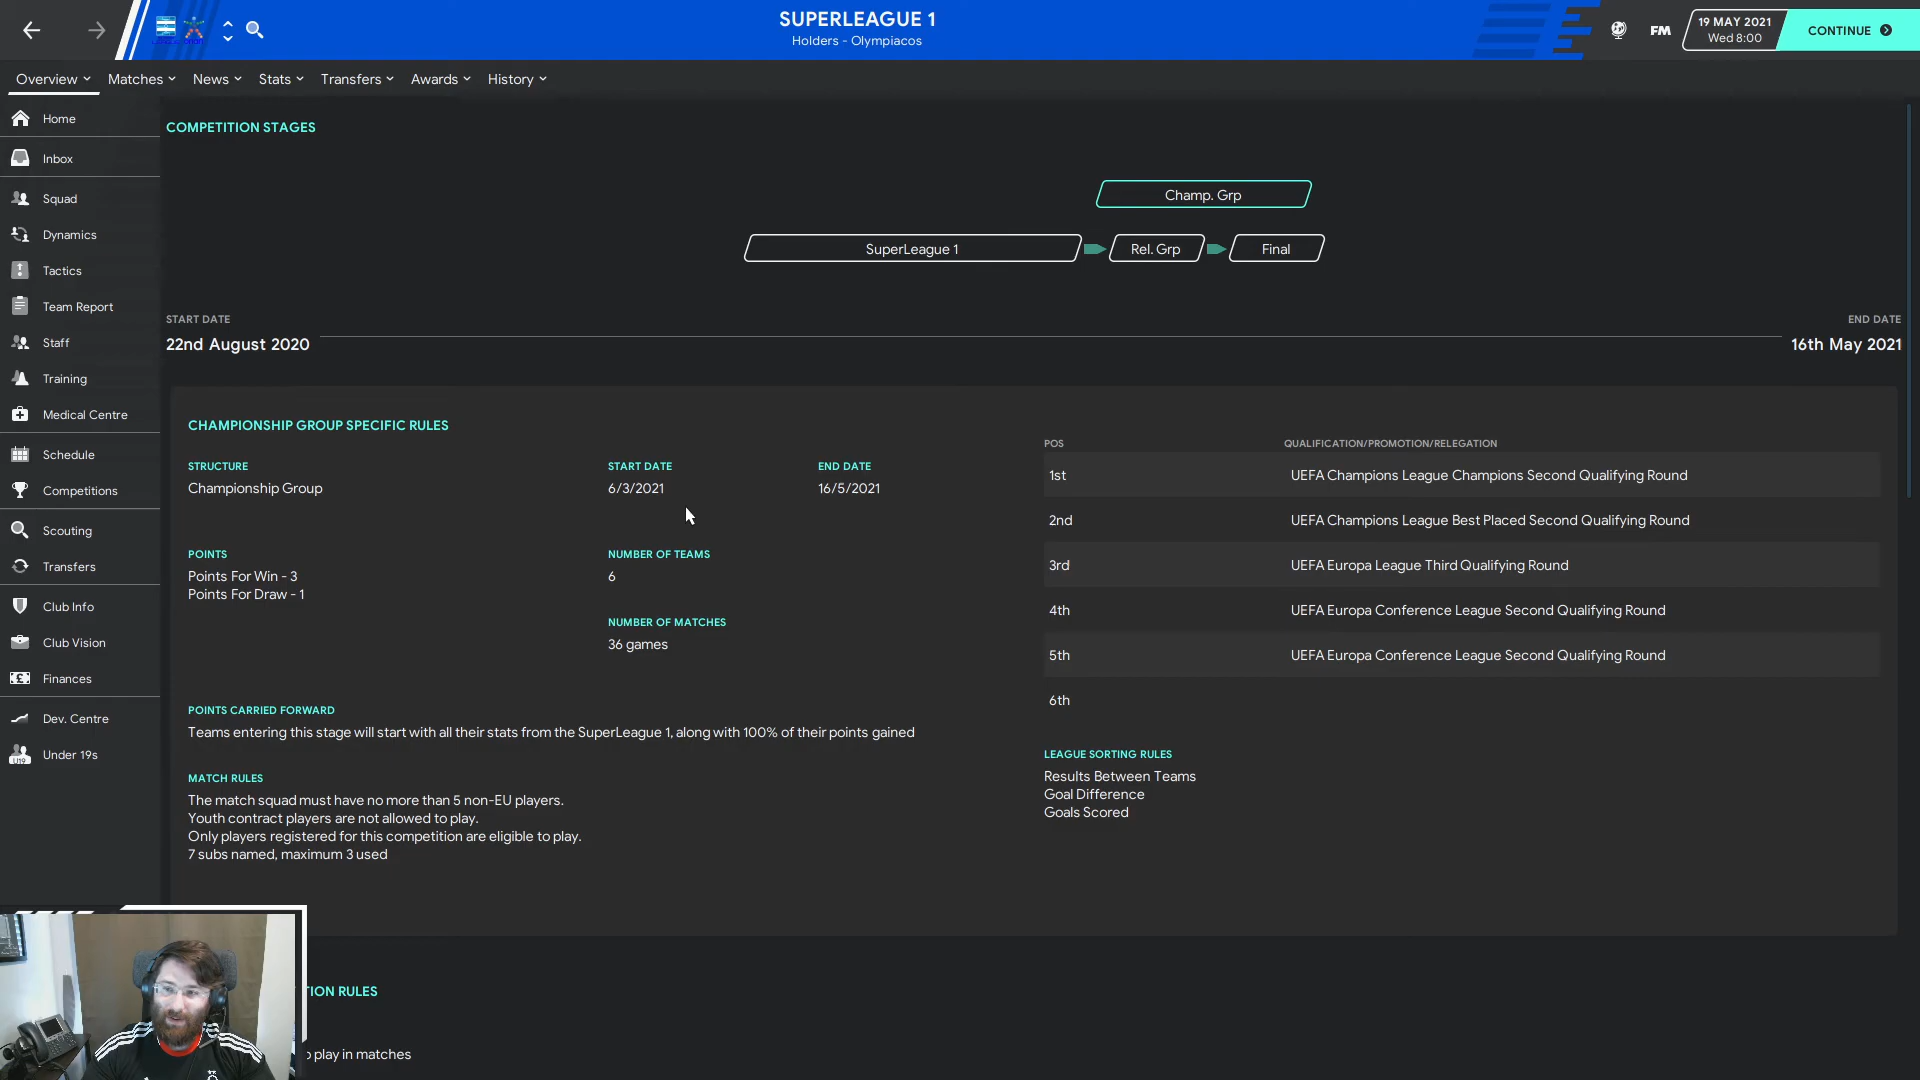 SUPERLEAGUE 1
Holders - Olympiacos
FM
19 MAY 2021
Wed 8:00
CONTINUE
Overview
Matches
News
Stats
Transfers
Awards
History
Home
Inbox
Squad
Dynamics
Tactics
Team Report
Staff
Training
Medical Centre
Schedule
Competitions
Scouting
Transfers
Club Info
Club Vision
Finances
Dev. Centre
Under 19s
COMPETITION STAGES
Champ. Grp
SuperLeague 1
Rel. Grp
Final
START DATE
22nd August 2020
END DATE
16th May 2021
CHAMPIONSHIP GROUP SPECIFIC RULES
STRUCTURE
Championship Group
START DATE
6/3/2021
END DATE
16/5/2021
POINTS
Points For Win - 3
Points For Draw - 1
NUMBER OF TEAMS
6
NUMBER OF MATCHES
36 games
POINTS CARRIED FORWARD
Teams entering this stage will start with all their stats from the SuperLeague 1, along with 100% of their points gained
MATCH RULES
The match squad must have no more than 5 non-EU players.
Youth contract players are not allowed to play.
Only players registered for this competition are eligible to play.
7 subs named, maximum 3 used
POS QUALIFICATION/PROMOTION/RELEGATION
1st UEFA Champions League Champions Second Qualifying Round
2nd UEFA Champions League Best Placed Second Qualifying Round
3rd UEFA Europa League Third Qualifying Round
4th UEFA Europa Conference League Second Qualifying Round
5th UEFA Europa Conference League Second Qualifying Round
6th
LEAGUE SORTING RULES
Results Between Teams
Goal Difference
Goals Scored
TION RULES
play in matches